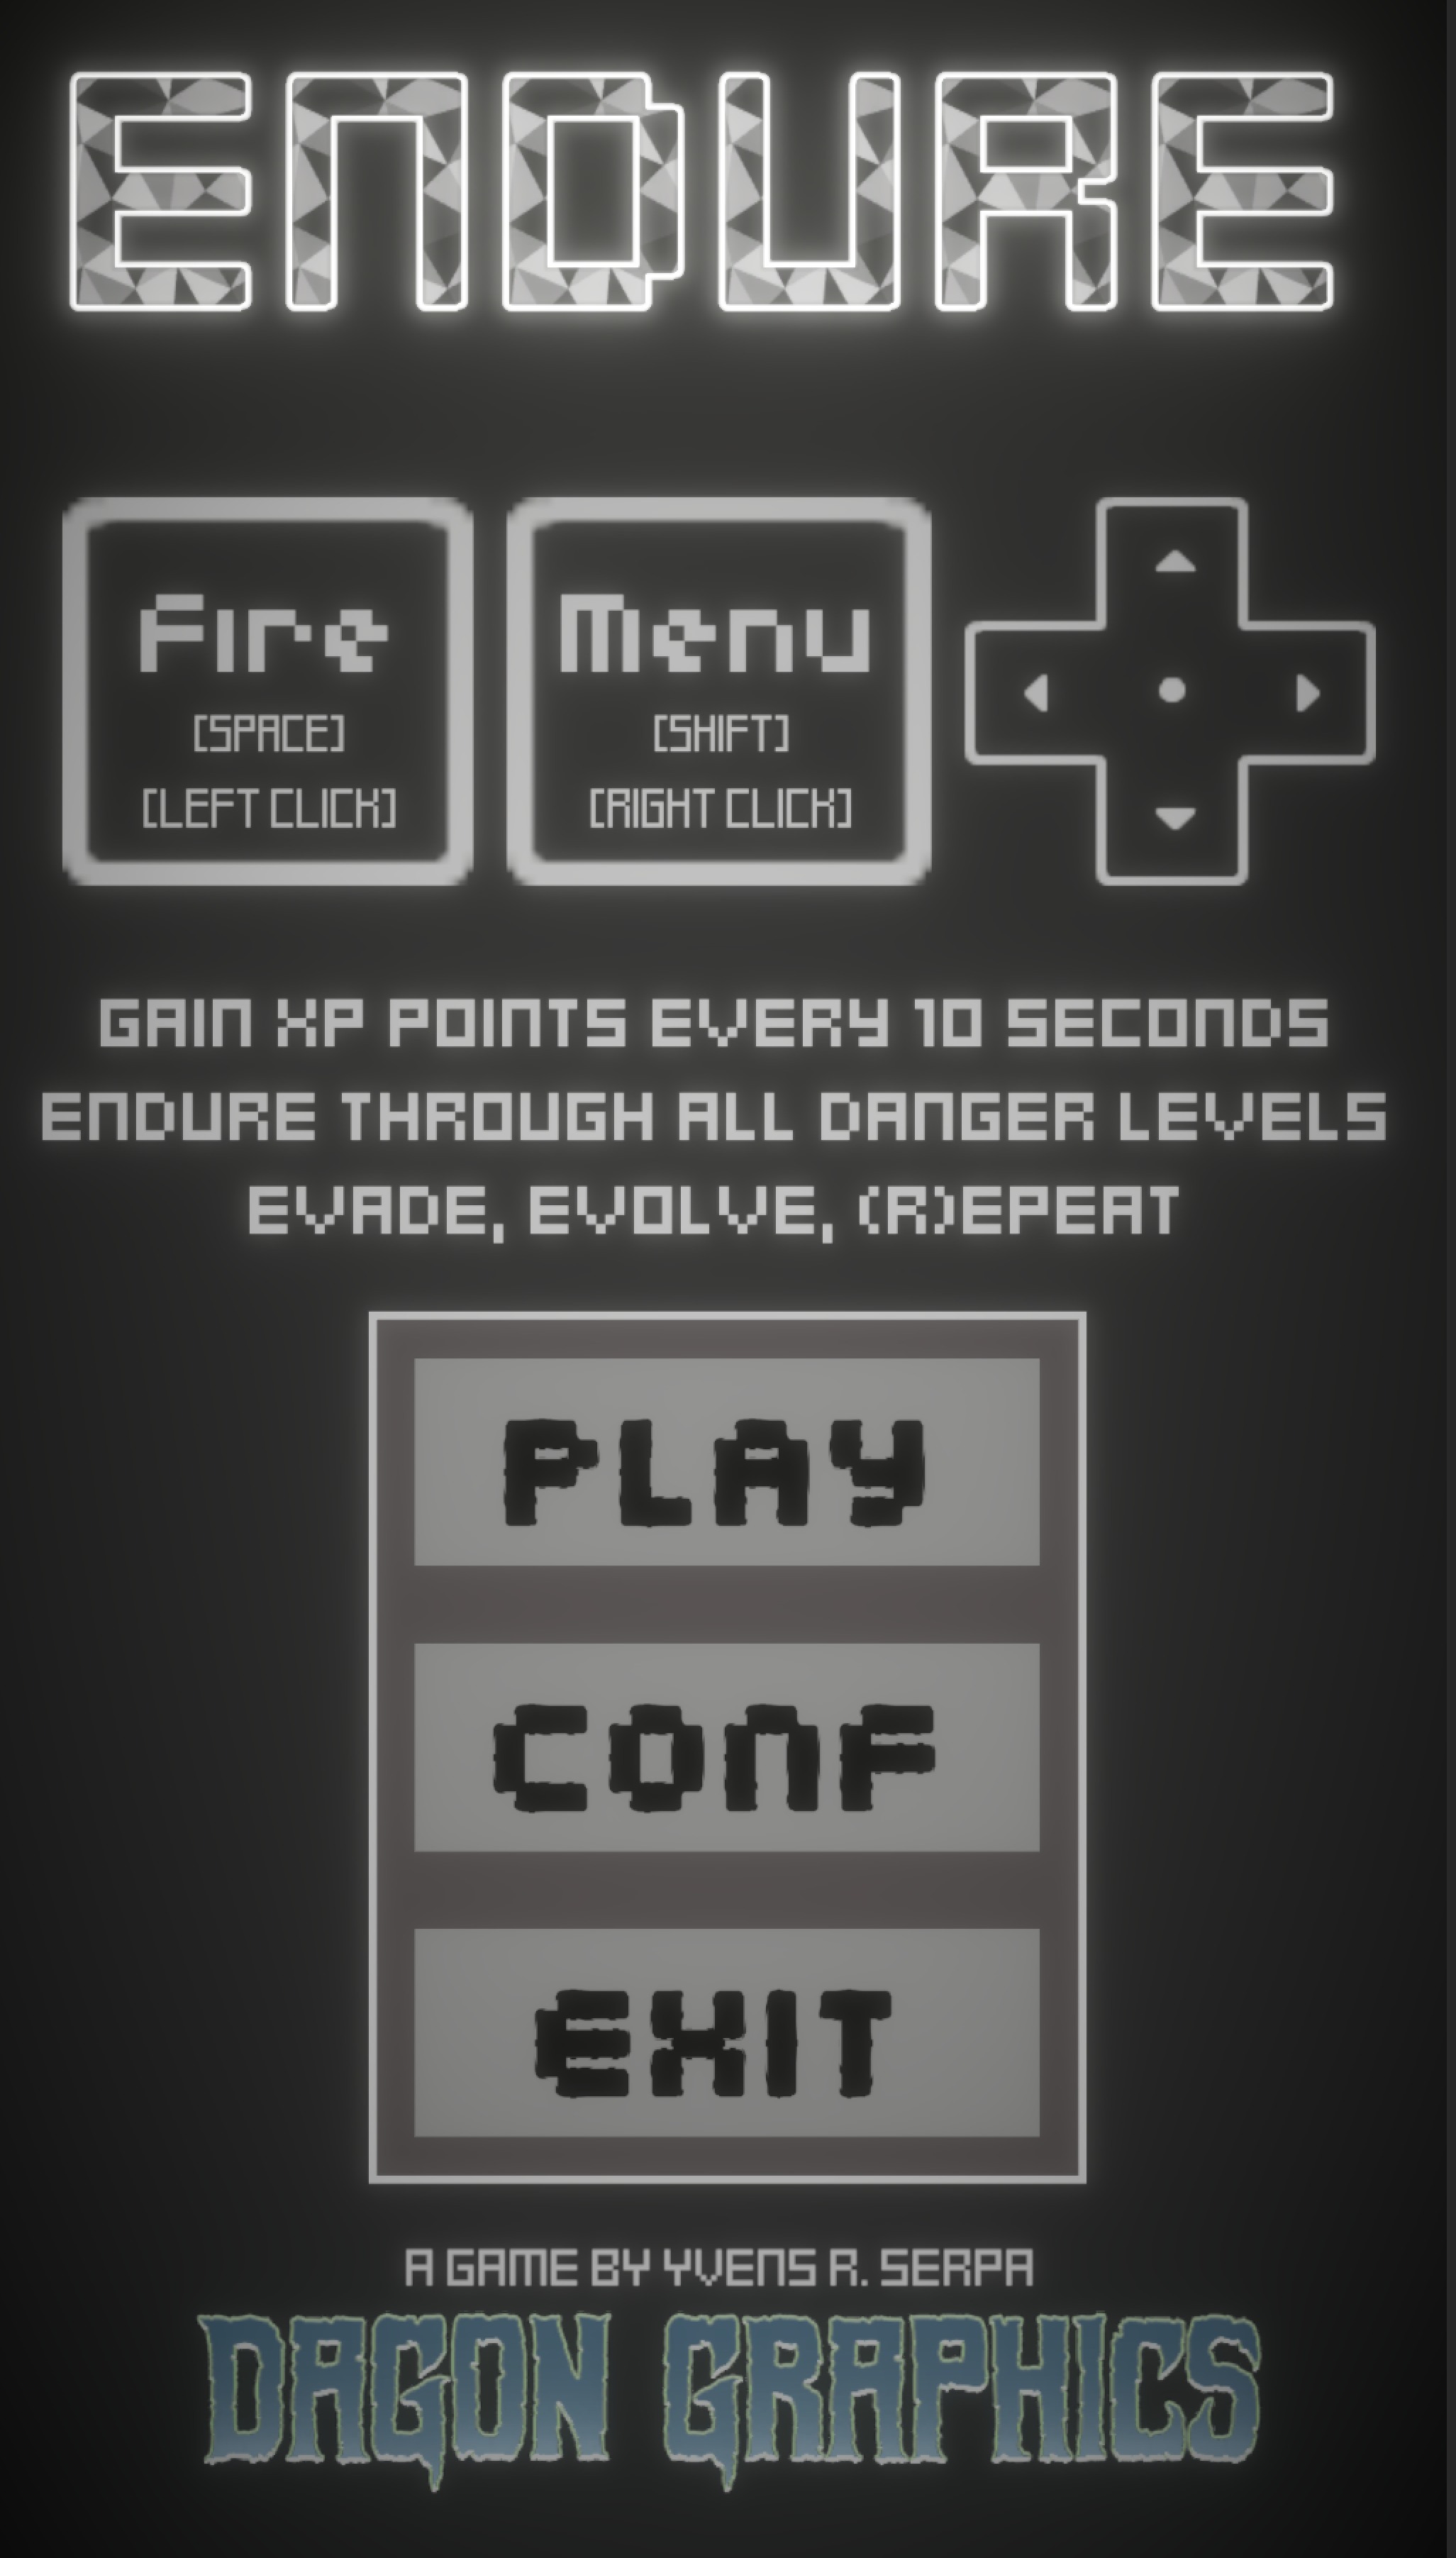 ENDURE
Fire
[SPACE]
[LEFT CLICK]
Menu
[SHIFT]
[RIGHT CLICK]
GAIN XP POINTS EVERY 10 SECONDS
ENDURE THROUGH ALL DANGER LEVELS
EVADE, EVOLVE, (R)EPEAT
PLAY
CONF
EXIT
A GAME BY YVENS R. SERPA
DAGON GRAPHICS